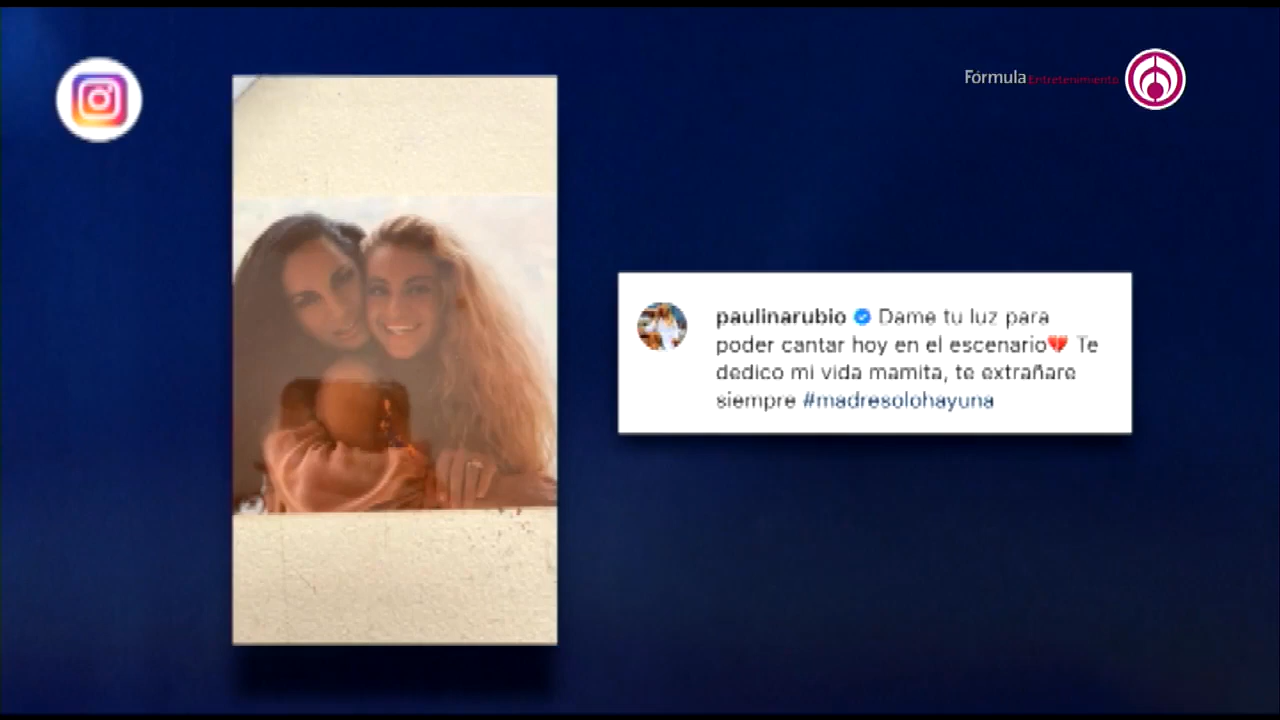 Fórmula Entretenimiento
paulinarubio Dame tu luz para
poder cantar hoy en el escenario💔 Te
dedico mi vida mamita, te extrañare
siempre #madresolohayuna